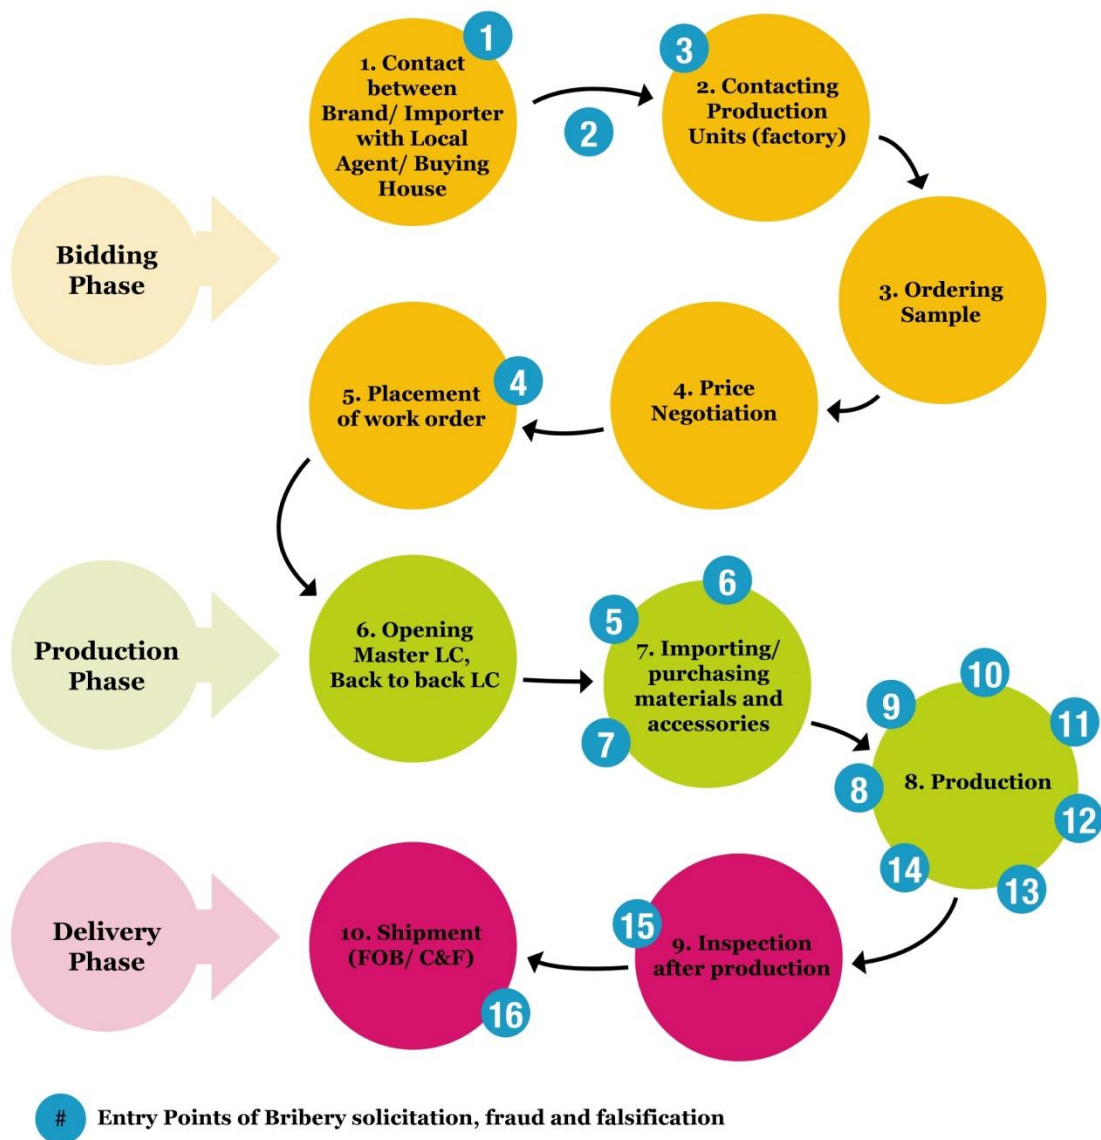 1
1. Contact
between
Brand/ Importer
with Local
Agent/ Buying
House
2
3
2. Contacting
Production
Units (factory)
Bidding
Phase
3. Ordering
Sample
4. Price
Negotiation
4
5. Placement
of work order
Production
Phase
6. Opening
Master LC,
Back to back LC
5
6
7
7. Importing/
purchasing
materials and
accessories
8
9
10
11
12
13
14
8. Production
Delivery
Phase
15
9. Inspection
after production
10. Shipment
(FOB/ C&F)
16
# Entry Points of Bribery solicitation, fraud and falsification